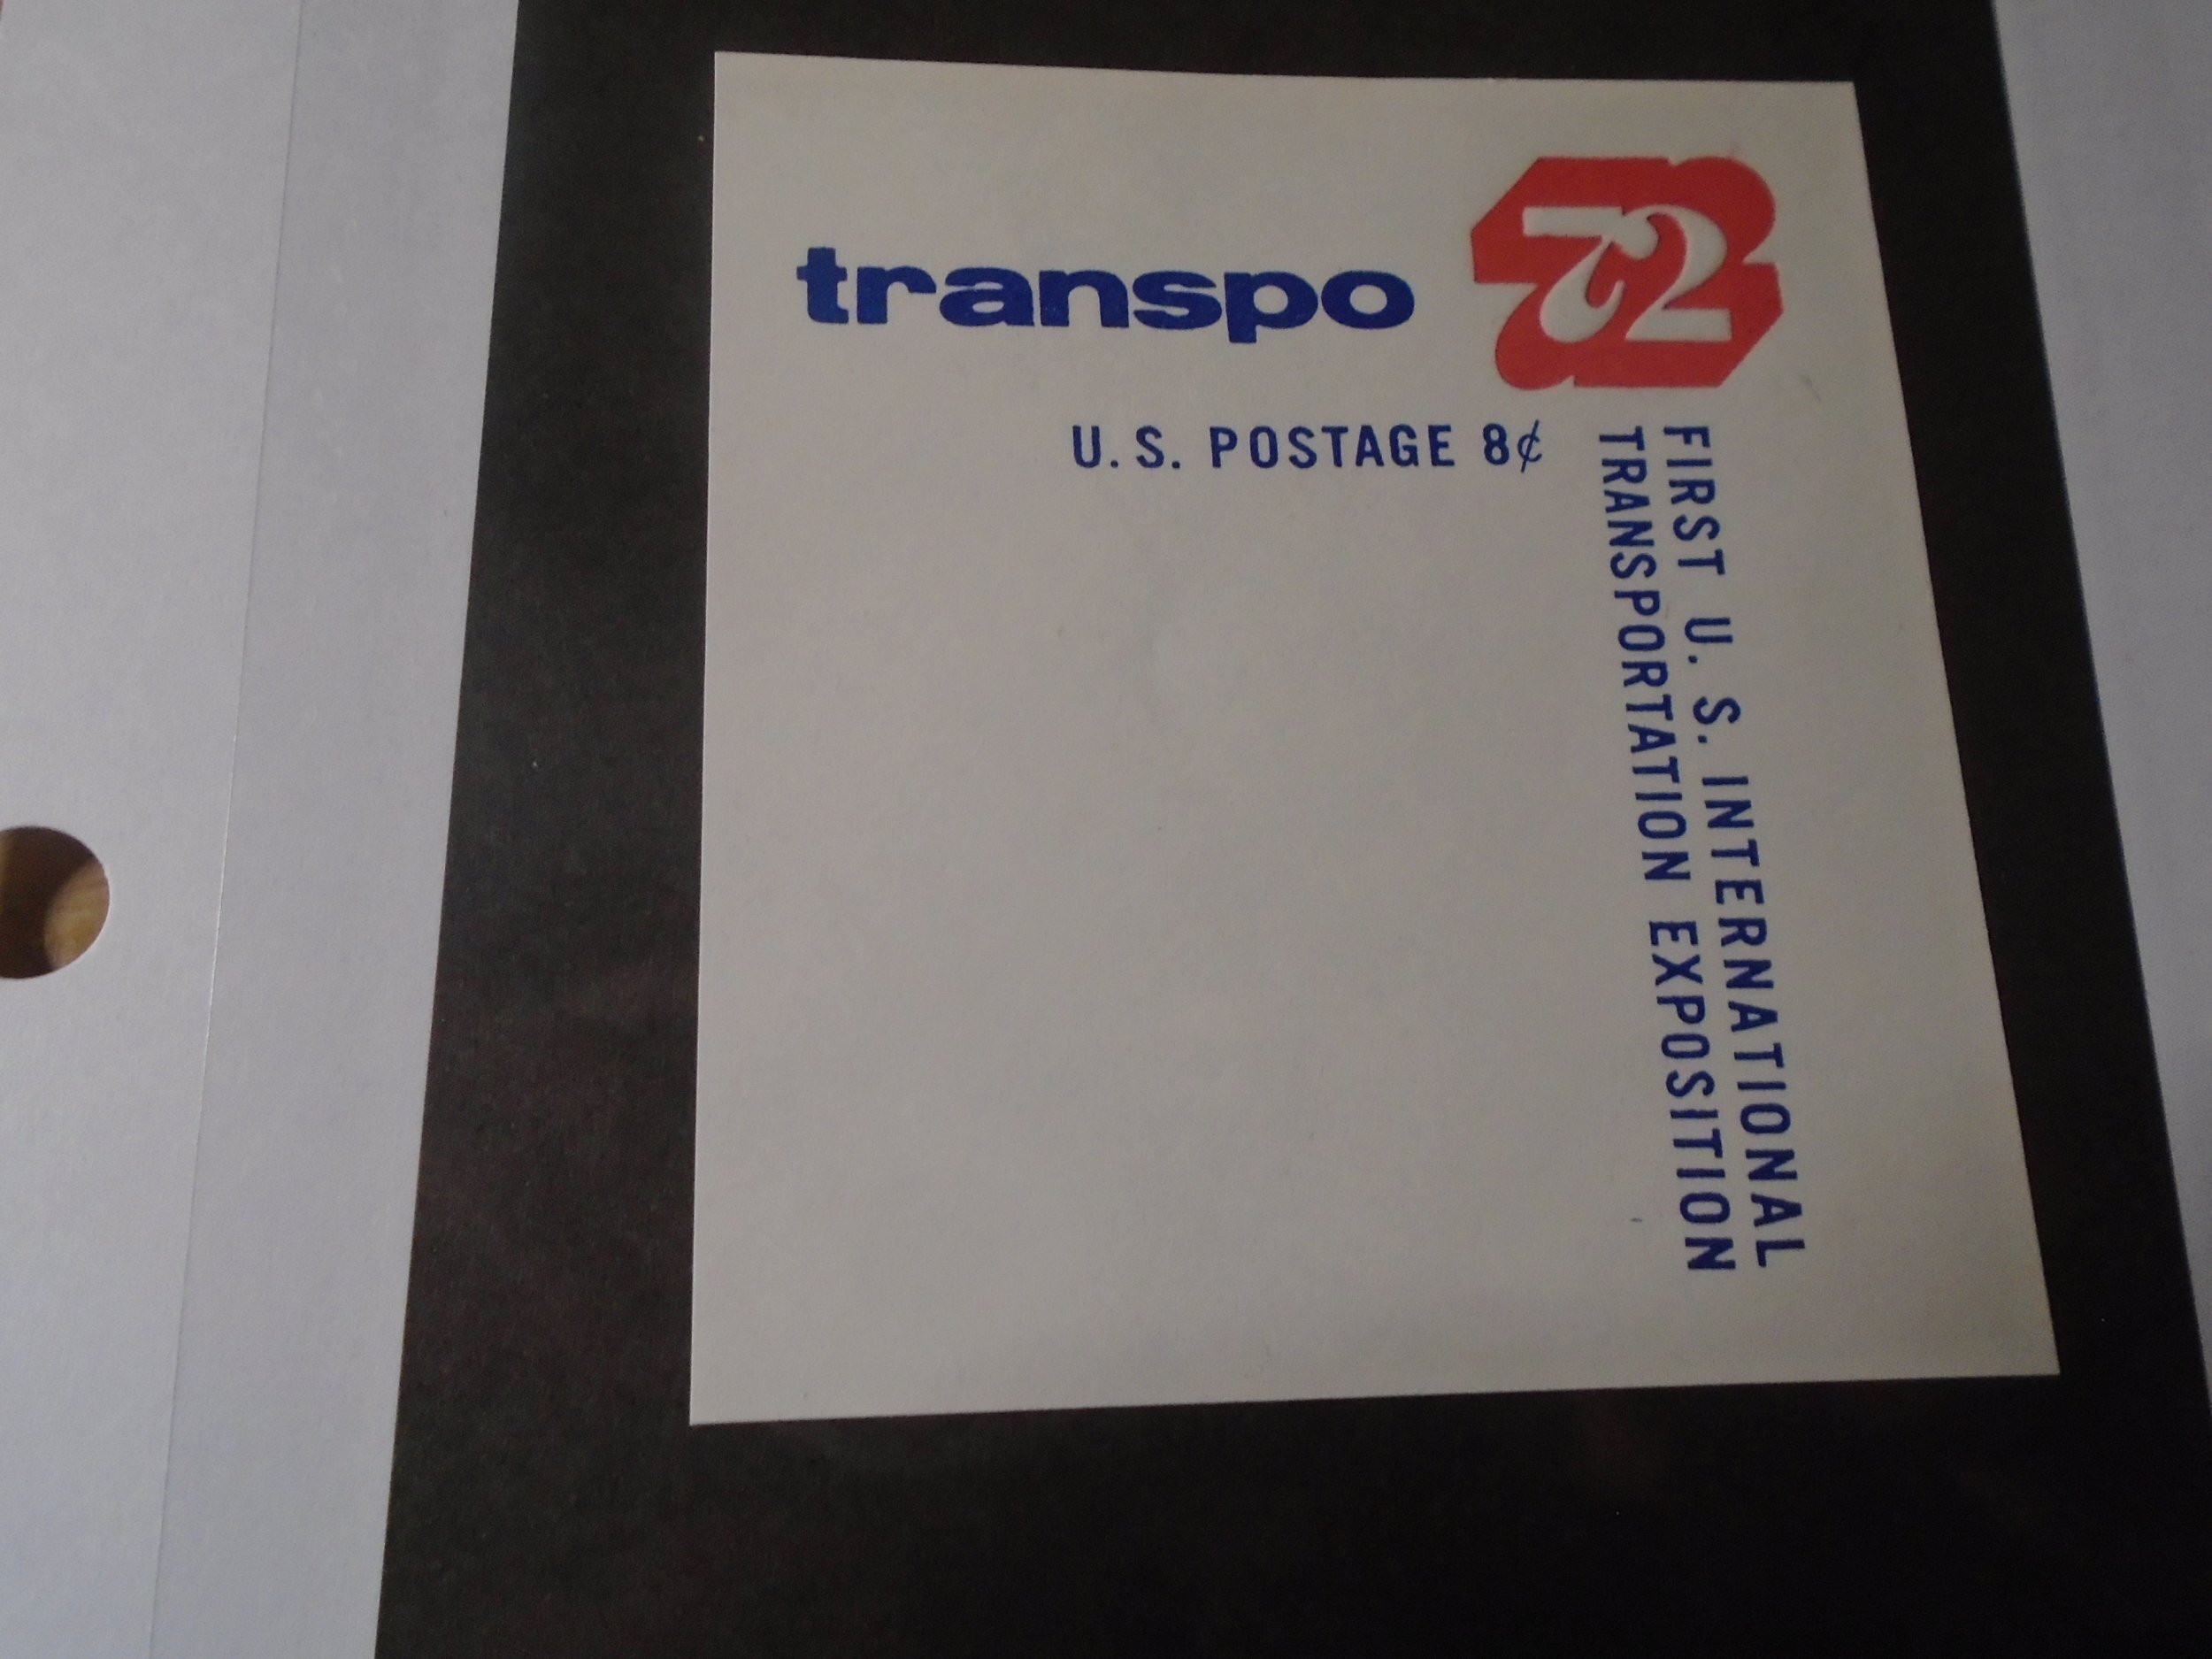 transpo 72
U.S. POSTAGE 8¢
FIRST U. S. INTERNATIONAL
TRANSPORTATION EXPOSITION